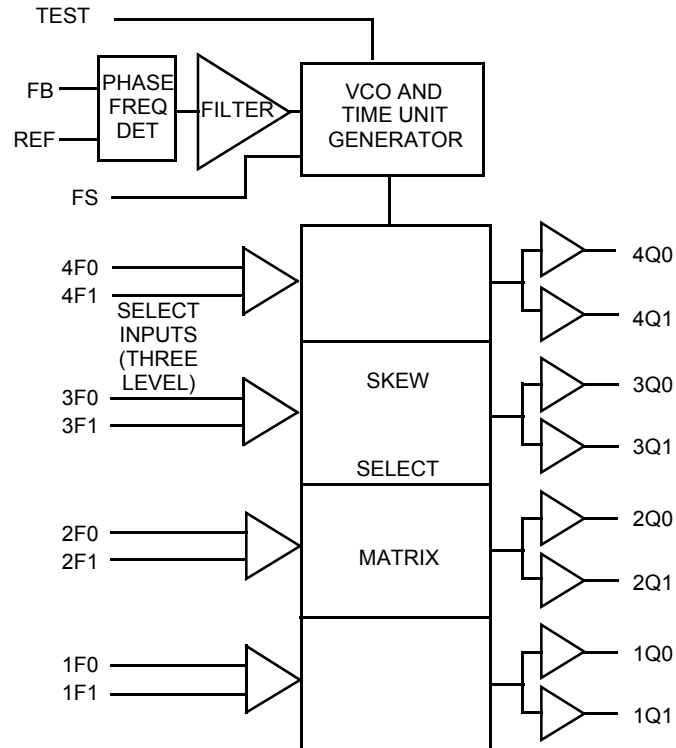 TEST
FB
REF
PHASE
FREQ
DET
FILTER
VCO AND
TIME UNIT
GENERATOR
FS
4F0
4F1
SELECT
INPUTS
(THREE
LEVEL)
3F0
3F1
2F0
2F1
1F0
1F1
SKEW
SELECT
MATRIX
4Q0
4Q1
3Q0
3Q1
2Q0
2Q1
1Q0
1Q1